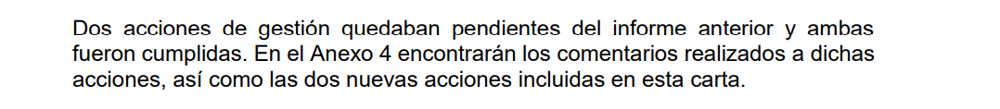 Dos acciones de gestión quedaban pendientes del informe anterior y ambas
fueron cumplidas. En el Anexo 4 encontrarán los comentarios realizados a dichas
acciones, así como las dos nuevas acciones incluidas en esta carta.